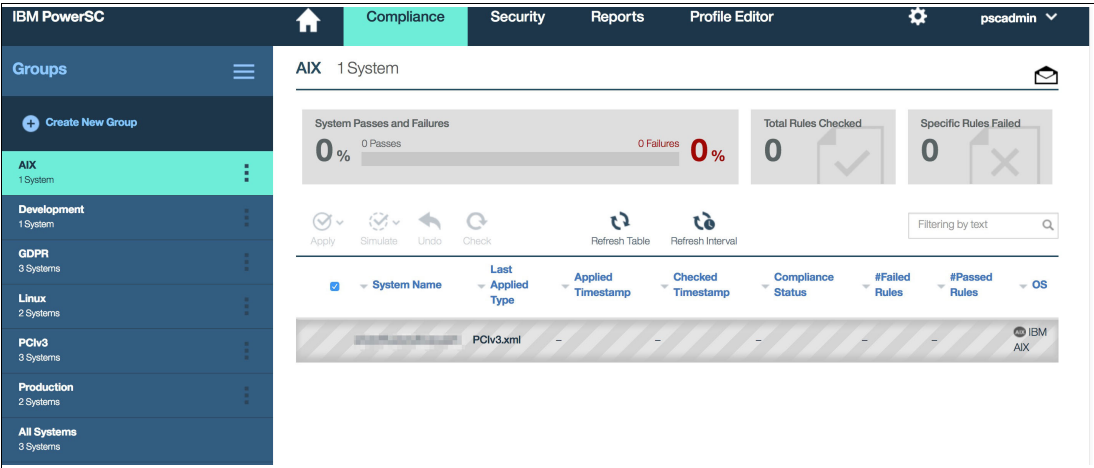 IBM PowerSC
Compliance
Security
Reports
Profile Editor
pscadmin
Groups
Create New Group
AIX
1 System
Development
1 System
GDPR
3 Systems
Linux
2 Systems
PCIv3
3 Systems
Production
2 Systems
All Systems
3 Systems
AIX 1 System
System Passes and Failures
0 %
0 Passes
0 Failures
0 %
Total Rules Checked
0
Specific Rules Failed
0
Apply
Simulate
Undo
Check
Refresh Table
Refresh Interval
Filtering by text
System Name
Last
Applied
Type
Applied
Timestamp
Checked
Timestamp
Compliance
Status
#Failed
Rules
#Passed
Rules
OS
PCIv3.xml
–
–
–
–
–
AIX IBM
AIX